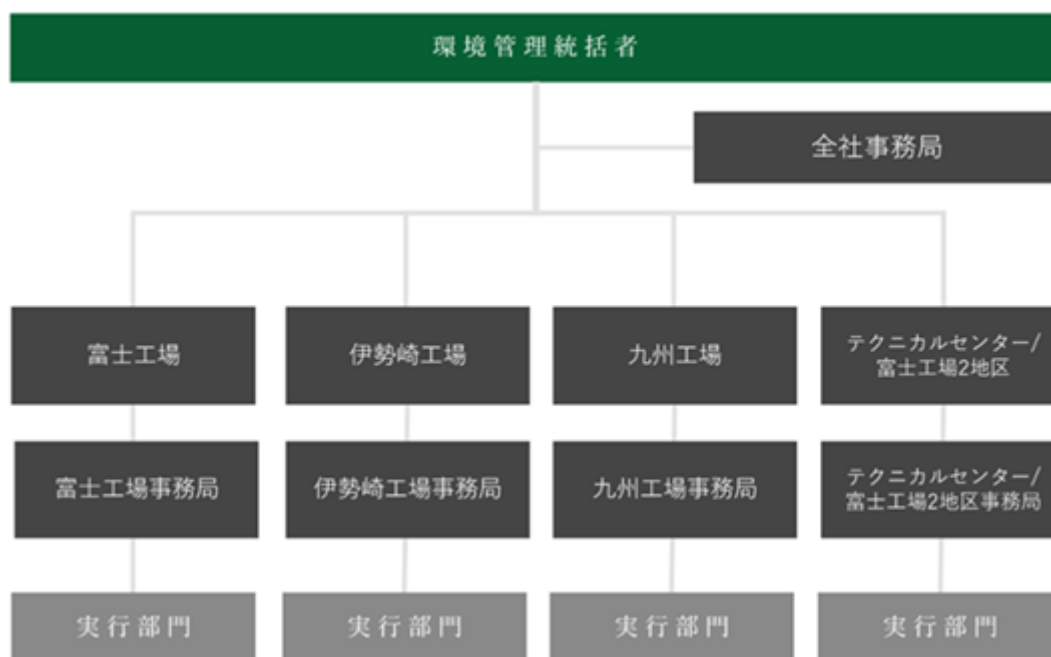 環境管理統括者
全社事務局
富士工場
伊勢崎工場
九州工場
テクニカルセンター/
富士工場2地区
富士工場事務局
伊勢崎工場事務局
九州工場事務局
テクニカルセンター/
富士工場2地区事務局
実行部門
実行部門
実行部門
実行部門